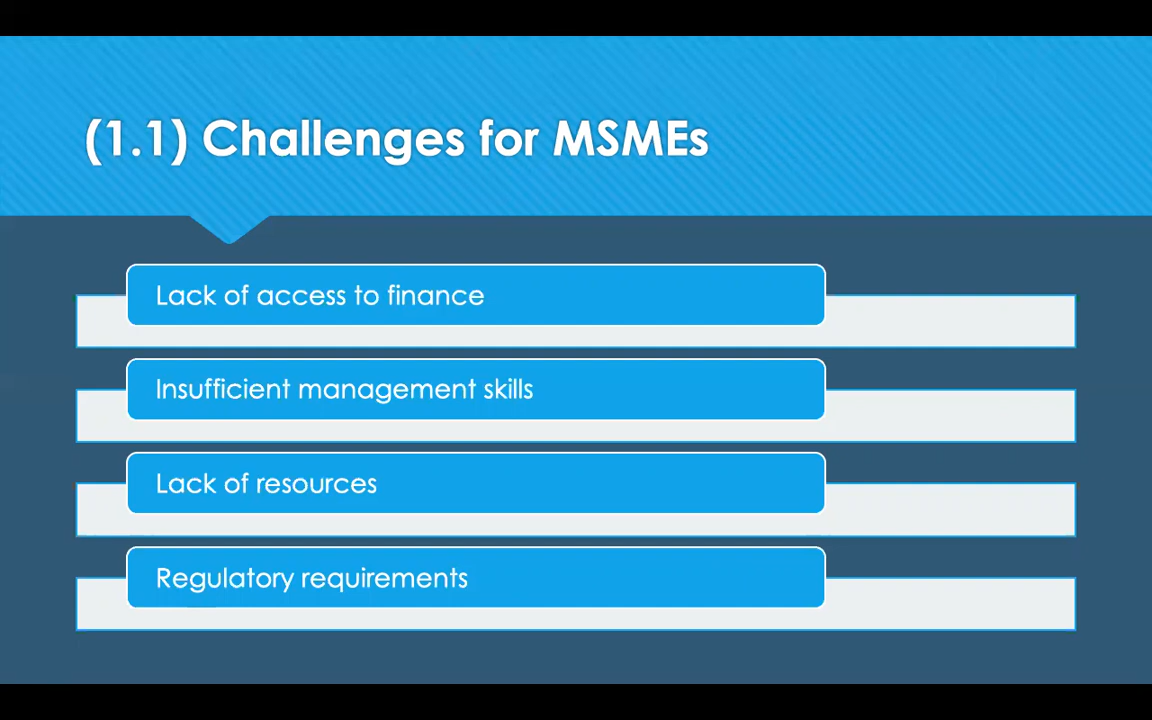 (1.1) Challenges for MSMEs
Lack of access to finance
Insufficient management skills
Lack of resources
Regulatory requirements